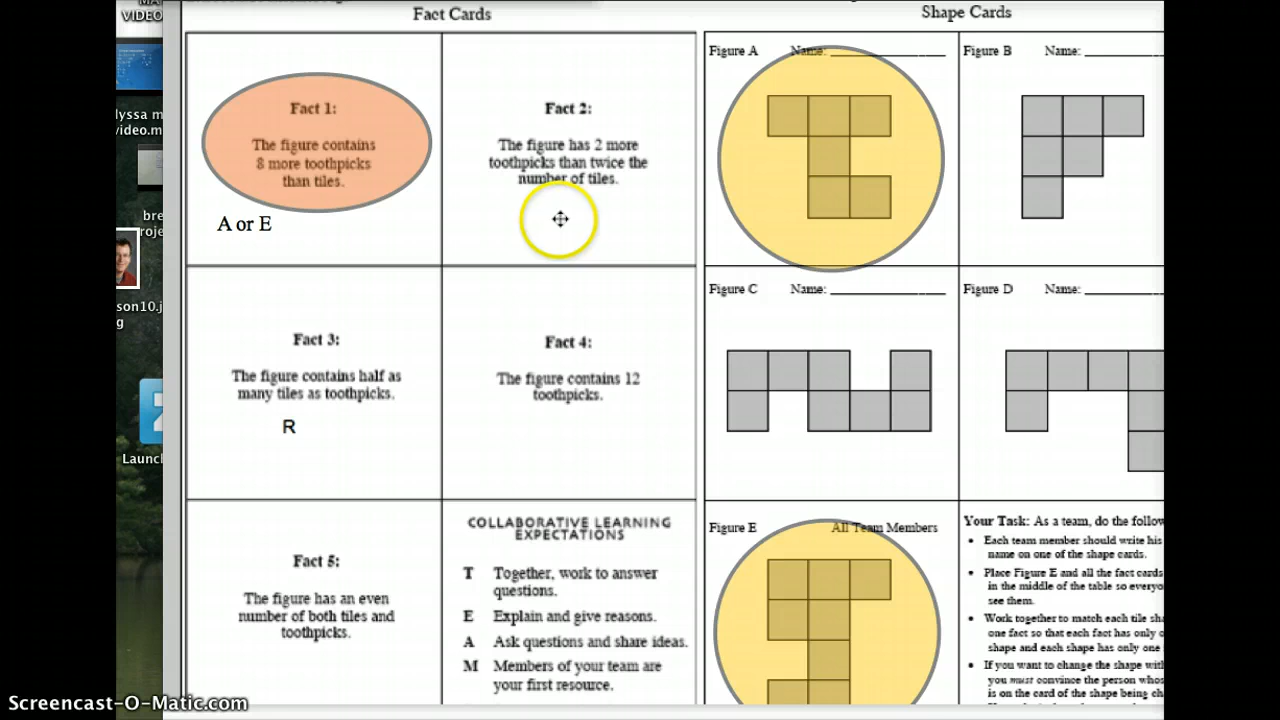 MA
VIDEO
Fact Cards
Shape Cards
lyssa m
video.m
bre
roje
son10.j
g
Launch
Fact 1:
The figure contains
8 more toothpicks
than tiles.
A or E
Fact 2:
The figure has 2 more
toothpicks than twice the
number of tiles.
Fact 3:
The figure contains half as
many tiles as toothpicks.
R
Fact 4:
The figure contains 12
toothpicks.
Fact 5:
The figure has an even
number of both tiles and
toothpicks.
COLLABORATIVE LEARNING
EXPECTATIONS
T Together, work to answer
questions.
E Explain and give reasons.
A Ask questions and share ideas.
M Members of your team are
your first resource.
Figure A Name:
Figure B Name:
Figure C Name:
Figure D Name:
Figure E All Team Members
Your Task: As a team, do the follow
• Each team member should write his
name on one of the shape cards.
• Place Figure E and all the fact cards
in the middle of the table so everyo
see them.
• Work together to match each tile sha
one fact so that each fact has only o
shape and each shape has only one
• If you want to change the shape with
you must convince the person whos
is on the card of the shape being ch
Screencast-O-Matic.com